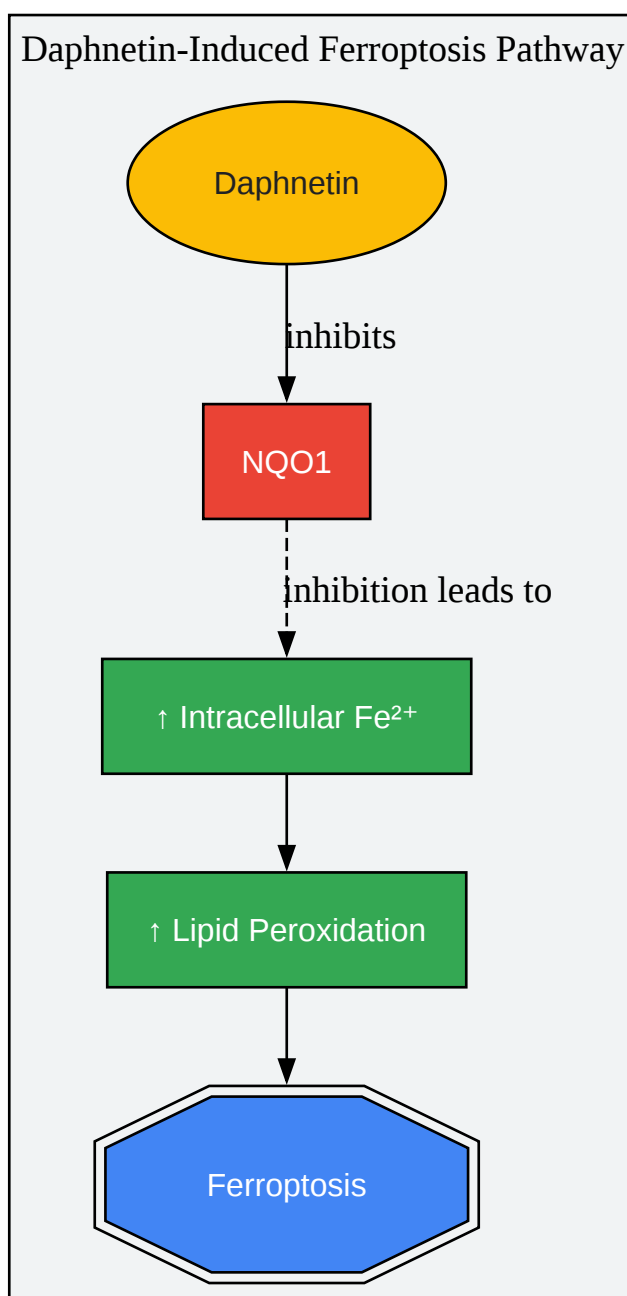 Daphnetin-Induced Ferroptosis Pathway
Daphnetin
inhibits
NQO1
inhibition leads to
↑ Intracellular Fe²⁺
↑ Lipid Peroxidation
Ferroptosis